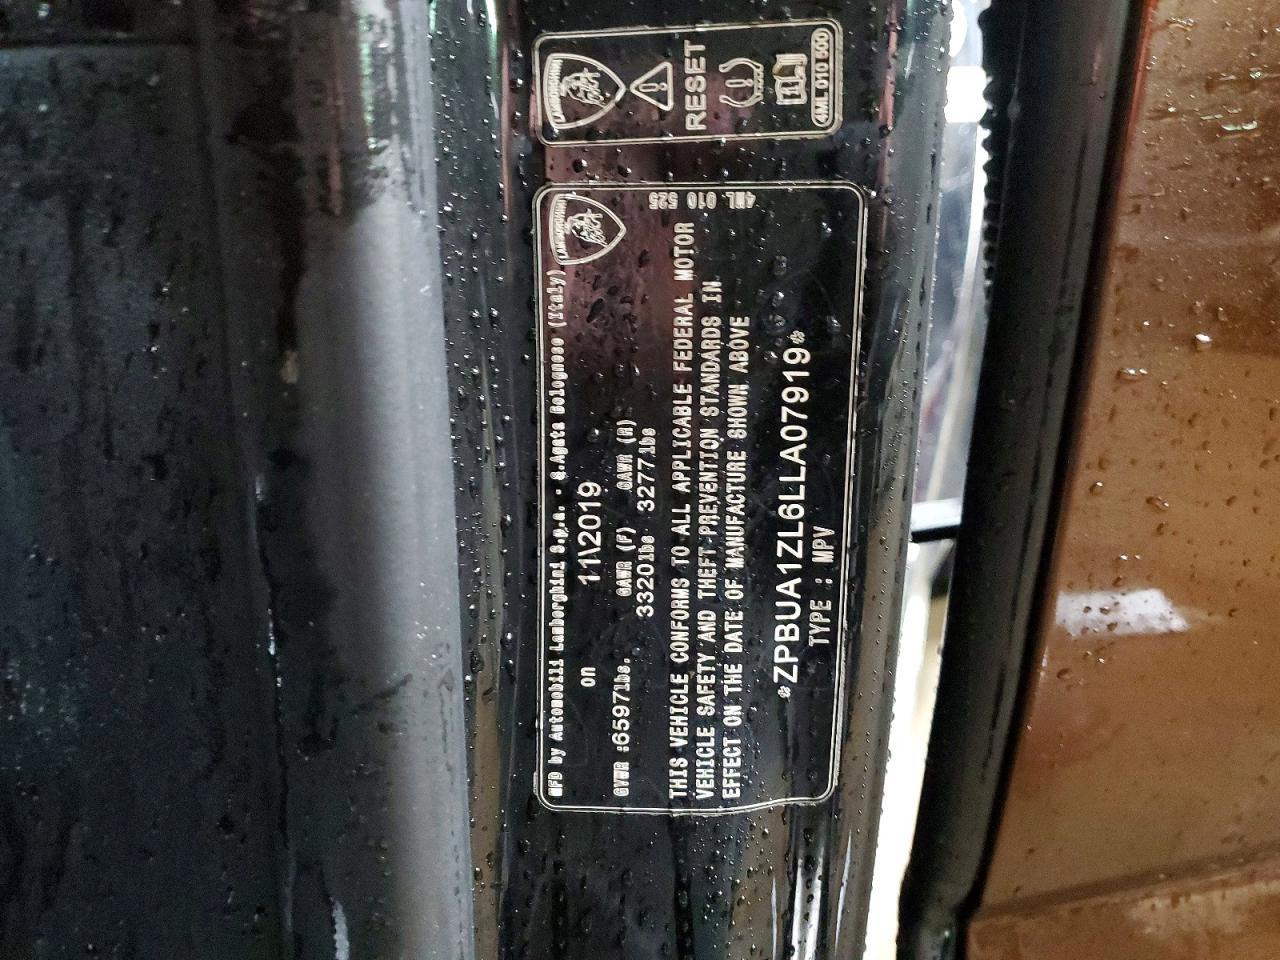 MFD by Automobili Lamborghini S.p.a. - S.Agata Bolognese (Italy)
LAMBORGHINI
on 11\2019
GVWR :6597lbs. GAWR (F) GAWR (R)
3320lbs 3277lbs
4ML 010 525
THIS VEHICLE CONFORMS TO ALL APPLICABLE FEDERAL MOTOR
VEHICLE SAFETY AND THEFT PREVENTION STANDARDS IN
EFFECT ON THE DATE OF MANUFACTURE SHOWN ABOVE
*ZPBUA1ZL6LLA07919*
TYPE : MPV
LAMBORGHINI
RESET
4ML 010 500